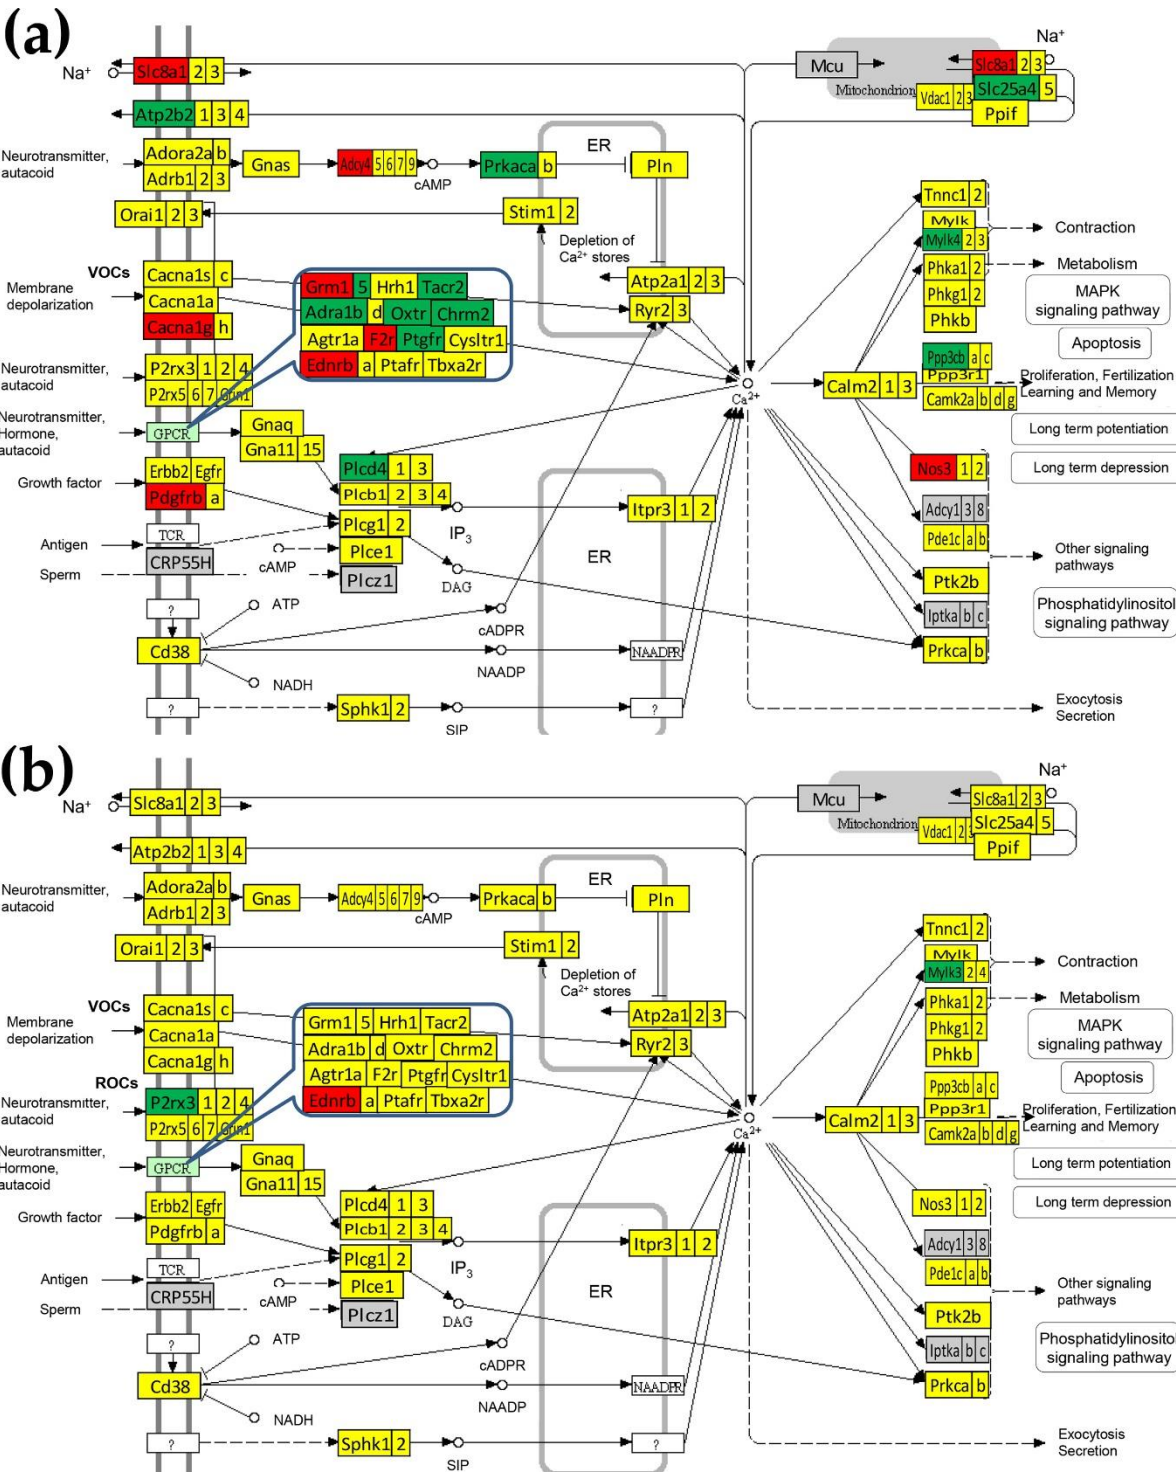 (a)
Na+ Slc8a1 2 3
Mcu
Na+
Slc8a1 2 3
Mitochondrion Vdac1 2 3 Slc25a4 5
Ppif
Atp2b2 1 3 4
Neurotransmitter, autacoid
Adora2a b
Adrb1 2 3
Gnas
Adcy4 5 6 7 9
cAMP
Prkaca b
ER
Pln
Orai1 2 3
Stim1 2
Depletion of
Ca2+ stores
VOCs
Membrane depolarization
Cacna1s c
Cacna1a
Cacna1g h
Grm1 5 Hrh1 Tacr2
Adra1b d Oxtr Chrm2
Agtr1a F2r Ptgfr Cysltr1
Ednrb a Ptafr Tbxa2r
Atp2a1 2 3
Ryr2 3
Tnnc1 2
Mylk
Mylk4 2 3
Contraction
Phka1 2
Metabolism
Phkg1 2
Phkb
MAPK
signaling pathway
Apoptosis
Neurotransmitter, autacoid
P2rx3 1 2 4
P2rx5 6 7 Grin1
Ca2+
Calm2 1 3
Ppp3cb a c
Ppp3r1
Camk2a b d g
Proliferation, Fertilization
Learning and Memory
Long term potentiation
Long term depression
Neurotransmitter,
Hormone,
autacoid
GPCR
Gnaq
Gna11 15
Growth factor
Erbb2 Egfr
Pdgfrb a
Plcd4 1 3
Plcb1 2 3 4
Plcg1 2
Plce1
Plcz1
IP3
DAG
Itpr3 1 2
ER
Nos3 1 2
Adcy1 3 8
Pde1c a b
Ptk2b
Iptka b c
Prkca b
Other signaling
pathways
Phosphatidylinositol
signaling pathway
Antigen
TCR
Sperm
CRP55H
cAMP
?
ATP
Cd38
NADH
cADPR
NAADP
NAADPR
?
Sphk1 2
SIP
?
Exocytosis
Secretion
(b)
Na+ Slc8a1 2 3
Mcu
Na+
Slc8a1 2 3
Mitochondrion Vdac1 2 3 Slc25a4 5
Ppif
Atp2b2 1 3 4
Neurotransmitter, autacoid
Adora2a b
Adrb1 2 3
Gnas
Adcy4 5 6 7 9
cAMP
Prkaca b
ER
Pln
Orai1 2 3
Stim1 2
Depletion of
Ca2+ stores
VOCs
Membrane depolarization
Cacna1s c
Cacna1a
Cacna1g h
Grm1 5 Hrh1 Tacr2
Adra1b d Oxtr Chrm2
Agtr1a F2r Ptgfr Cysltr1
Ednrb a Ptafr Tbxa2r
Atp2a1 2 3
Ryr2 3
Tnnc1 2
Mylk
Mylk3 2 4
Contraction
Phka1 2
Metabolism
Phkg1 2
Phkb
MAPK
signaling pathway
Apoptosis
ROCs
Neurotransmitter, autacoid
P2rx3 1 2 4
P2rx5 6 7 Grin1
Ca2+
Calm2 1 3
Ppp3cb a c
Ppp3r1
Camk2a b d g
Proliferation, Fertilization
Learning and Memory
Long term potentiation
Long term depression
Neurotransmitter,
Hormone,
autacoid
GPCR
Gnaq
Gna11 15
Growth factor
Erbb2 Egfr
Pdgfrb a
Plcd4 1 3
Plcb1 2 3 4
Plcg1 2
Plce1
Plcz1
IP3
DAG
Itpr3 1 2
ER
Nos3 1 2
Adcy1 3 8
Pde1c a b
Ptk2b
Iptka b c
Prkca b
Other signaling
pathways
Phosphatidylinositol
signaling pathway
Antigen
TCR
Sperm
CRP55H
cAMP
?
ATP
Cd38
NADH
cADPR
NAADP
NAADPR
?
Sphk1 2
SIP
?
Exocytosis
Secretion